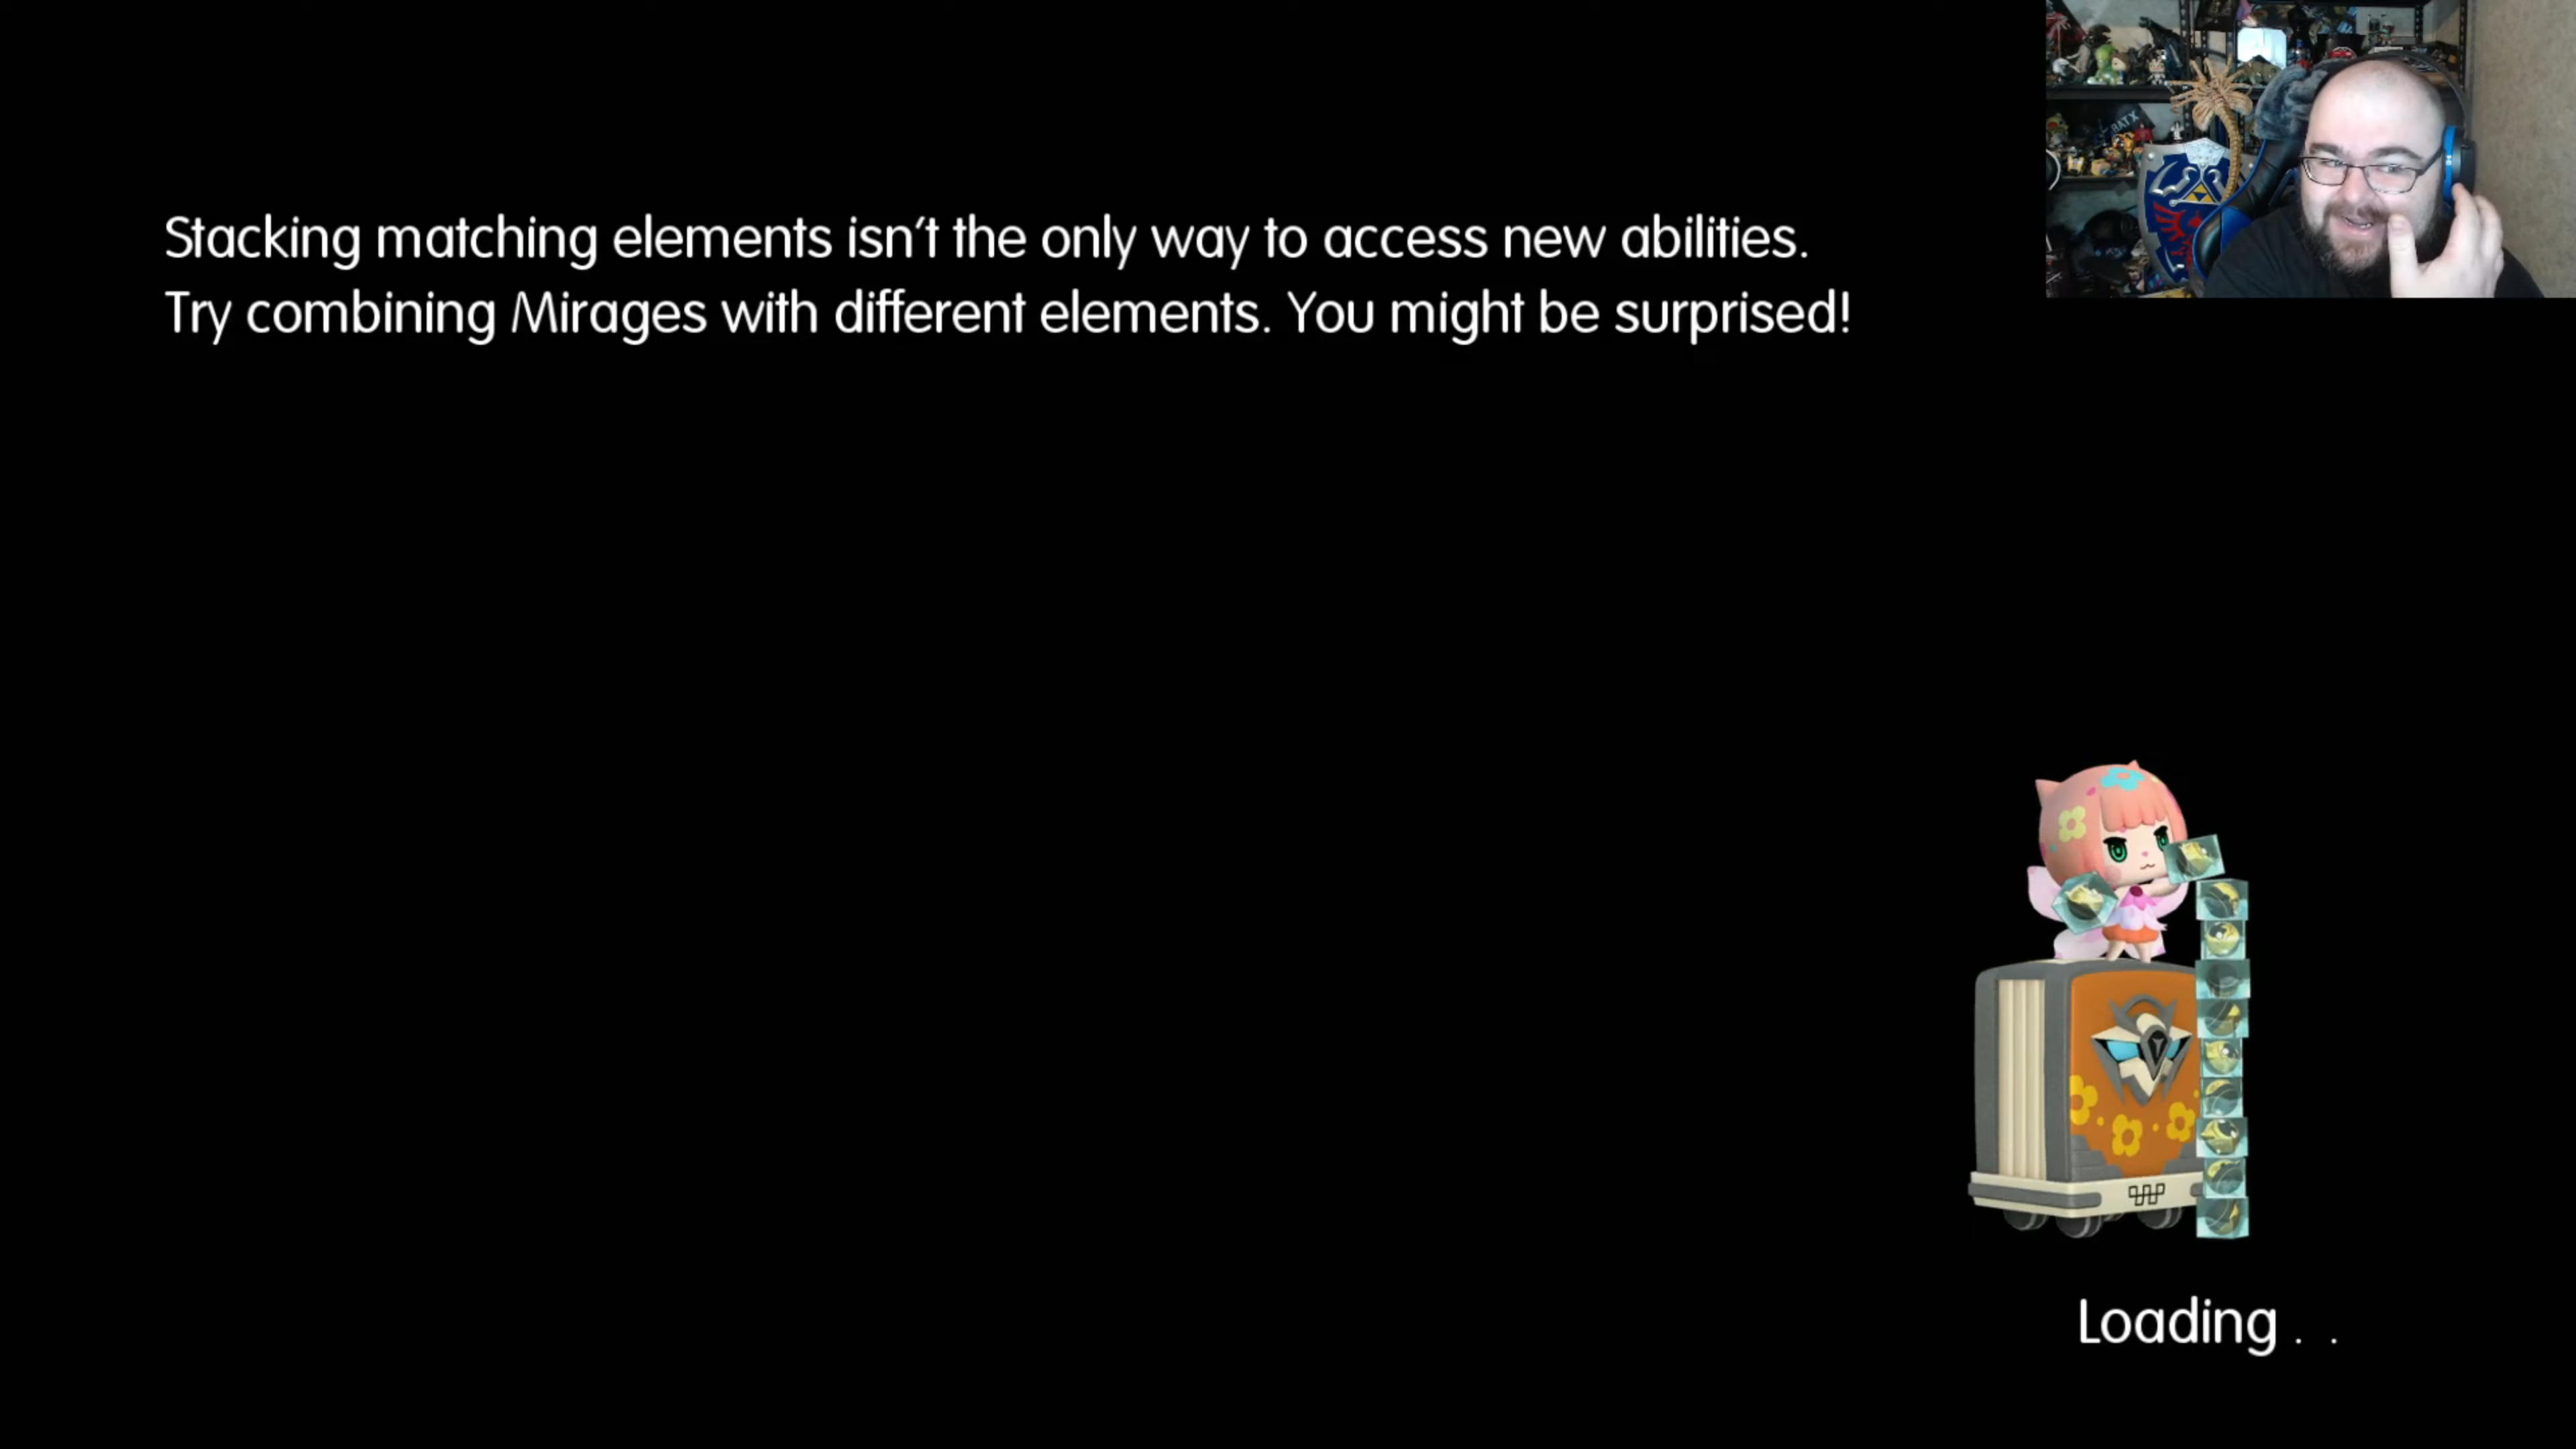 Stacking matching elements isn't the only way to access new abilities.
Try combining Mirages with different elements. You might be surprised!
Loading . .